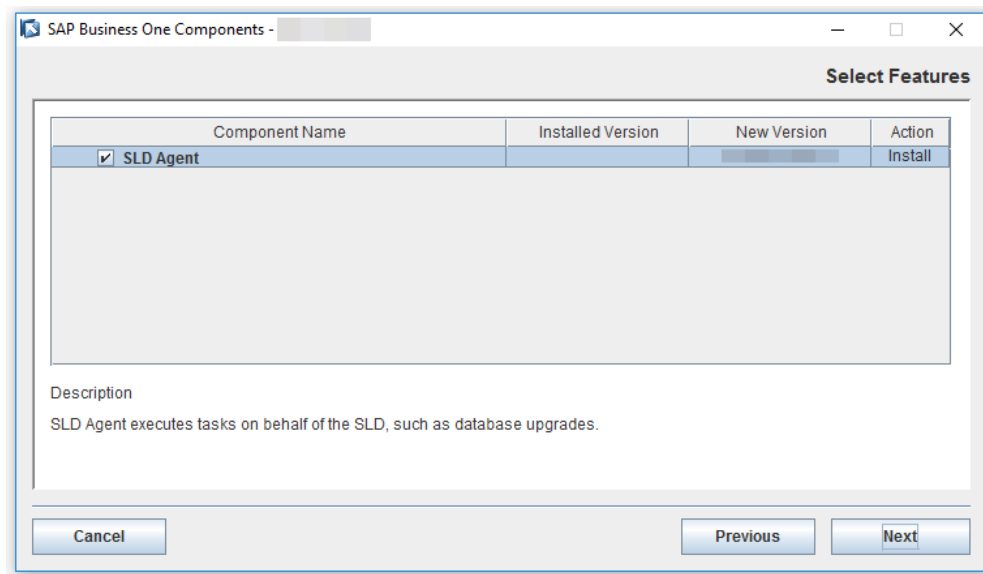 SAP Business One Components -
Select Features
Component Name Installed Version New Version Action
SLD Agent Install
Description
SLD Agent executes tasks on behalf of the SLD, such as database upgrades.
Cancel Previous Next